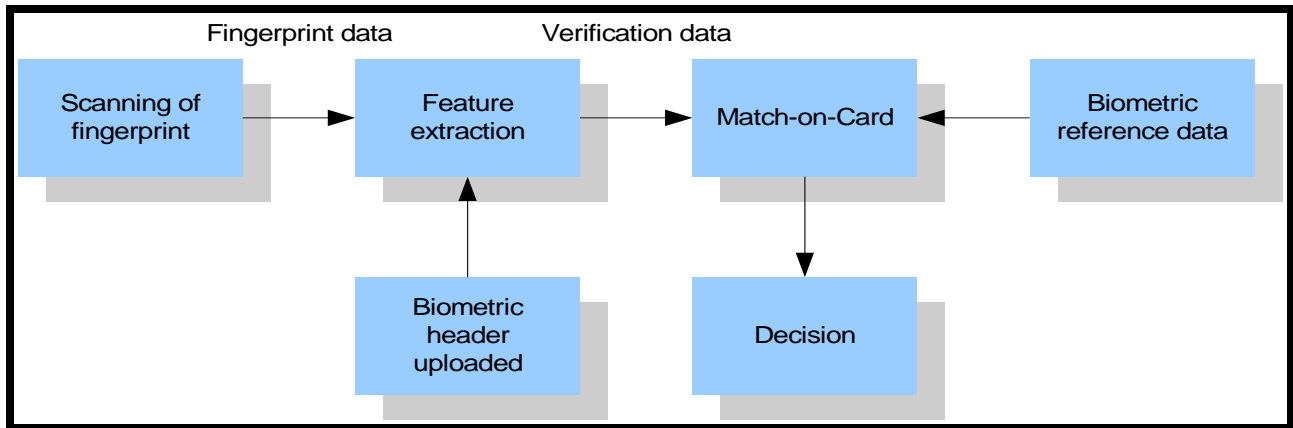 Fingerprint data
Verification data
Scanning of
fingerprint
Feature
extraction
Match-on-Card
Biometric
reference data
Biometric
header
uploaded
Decision